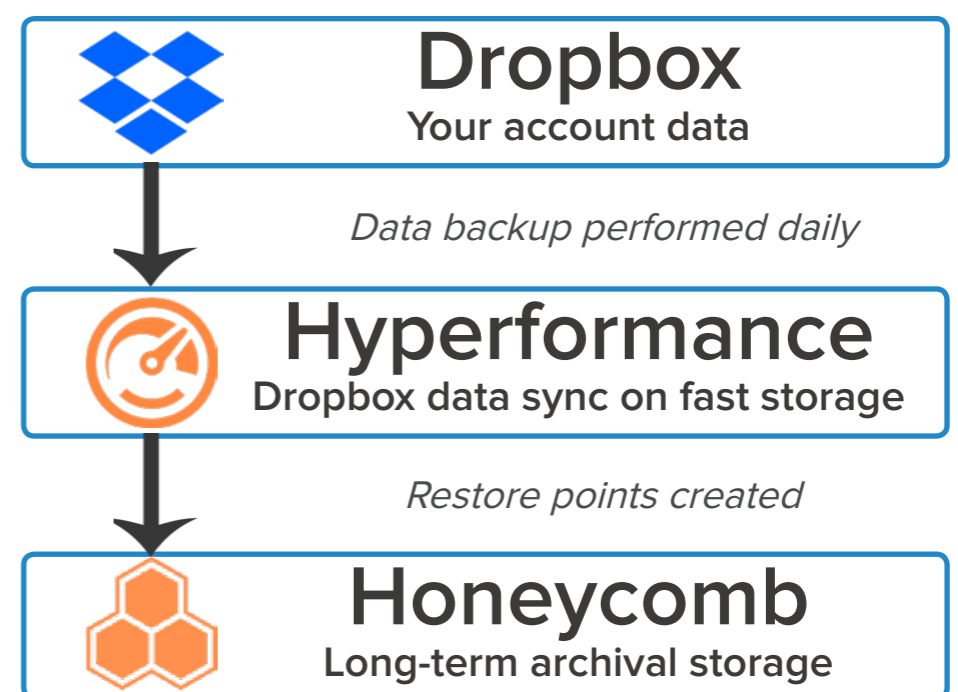 Dropbox
Your account data
Data backup performed daily
Hyperformance
Dropbox data sync on fast storage
Restore points created
Honeycomb
Long-term archival storage